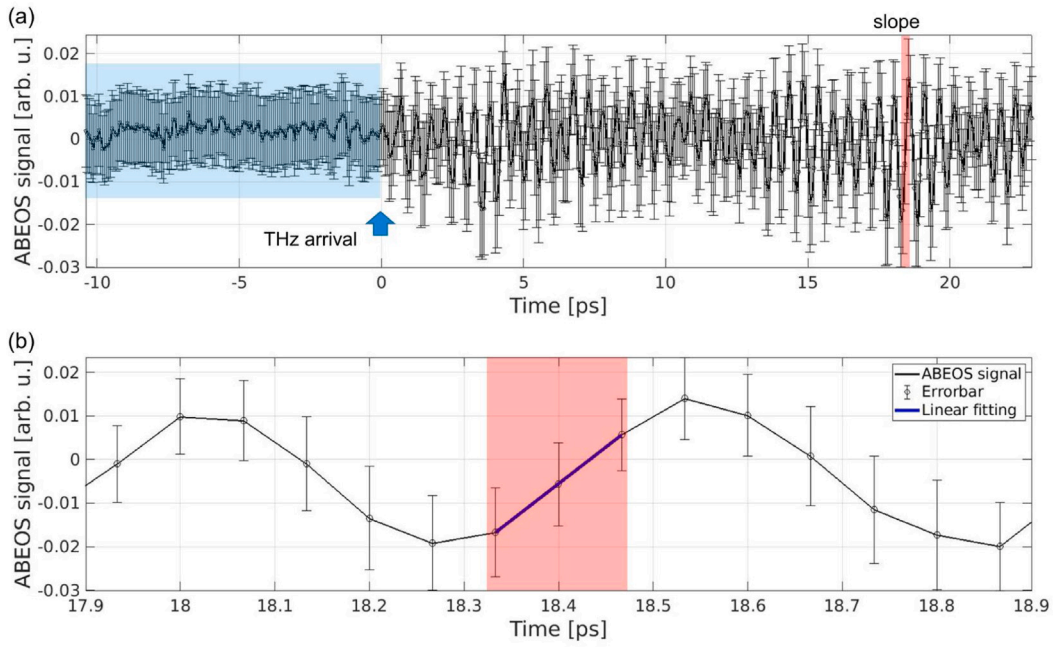 (a)
slope
ABEOS signal [arb. u.]
0.02
0.01
0
-0.01
-0.02
-0.03
THz arrival
-10
-5
0
5
10
15
20
Time [ps]
(b)
ABEOS signal [arb. u.]
0.02
0.01
0
-0.01
-0.02
-0.03
ABEOS signal
Errorbar
Linear fitting
17.9
18
18.1
18.2
18.3
18.4
18.5
18.6
18.7
18.8
18.9
Time [ps]